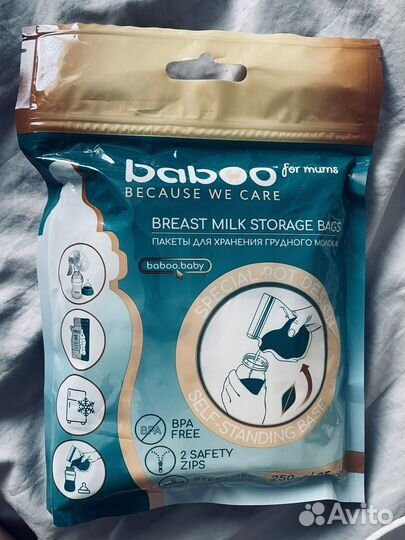 baboo for mums
BECAUSE WE CARE
BREAST MILK STORAGE BAGS
ПАКЕТЫ ДЛЯ ХРАНЕНИЯ ГРУДНОГО МОЛОКА
baboo.baby
SPECIAL POT DESIGN
SELF-STANDING BASE
BPA
BPA
FREE
2 SAFETY
ZIPS
250
Avito